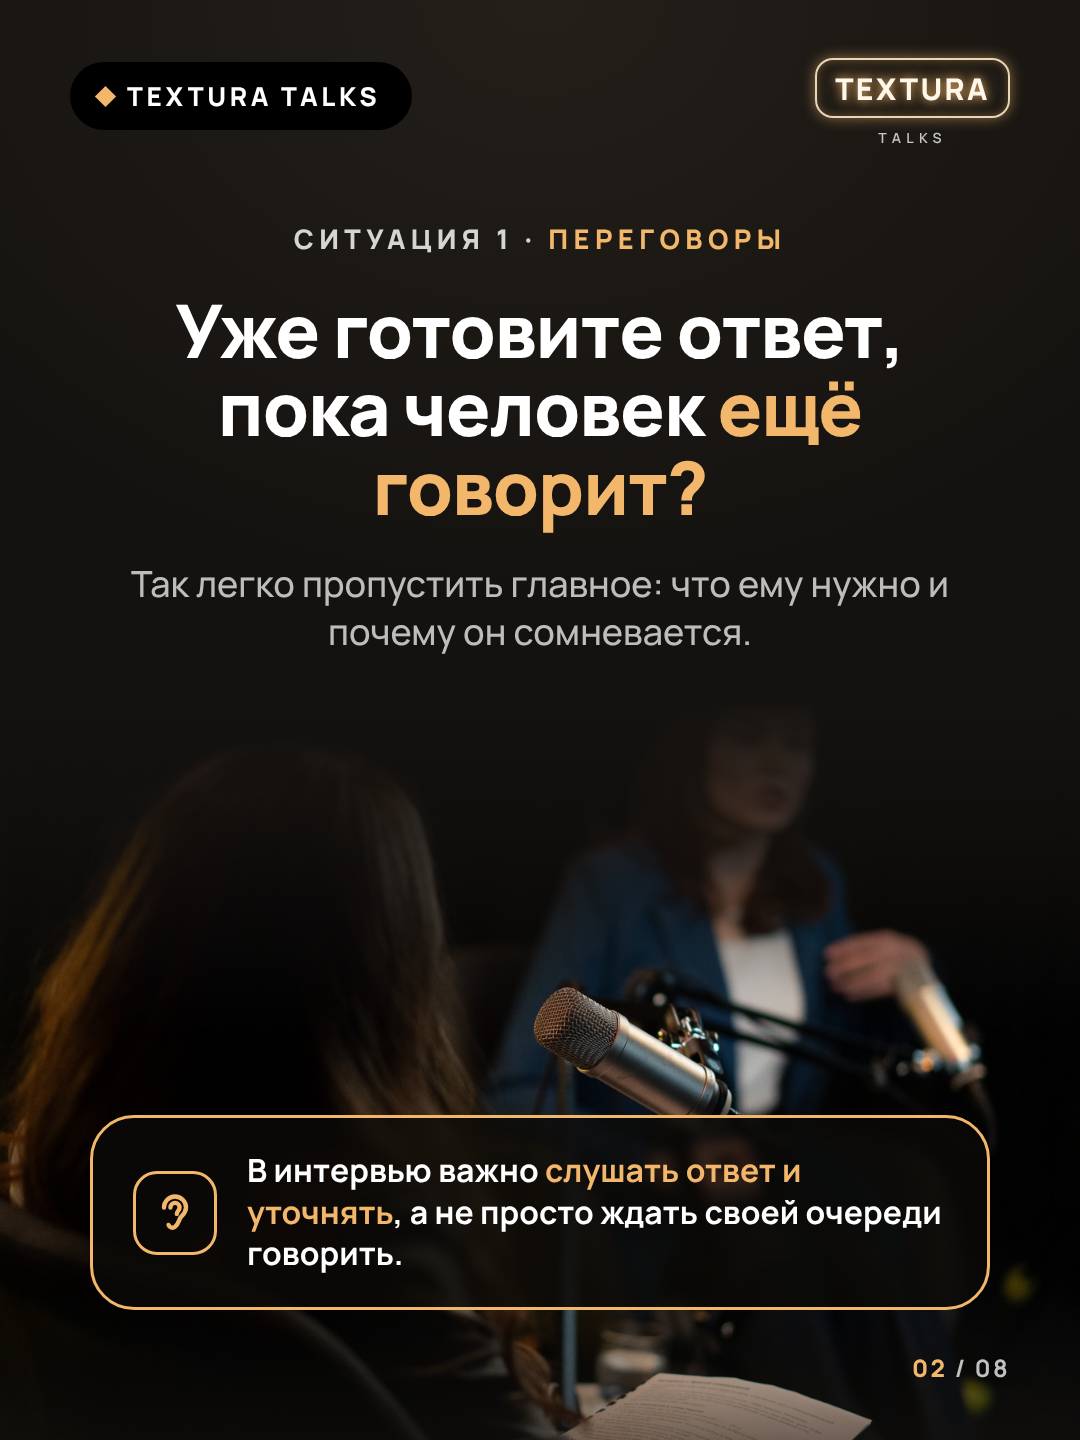 TEXTURA TALKS
TEXTURA
TALKS
СИТУАЦИЯ 1 · ПЕРЕГОВОРЫ
Уже готовите ответ,
пока человек ещё
говорит?
Так легко пропустить главное: что ему нужно и
почему он сомневается.
В интервью важно слушать ответ и
уточнять, а не просто ждать своей очереди
говорить.
02 / 08